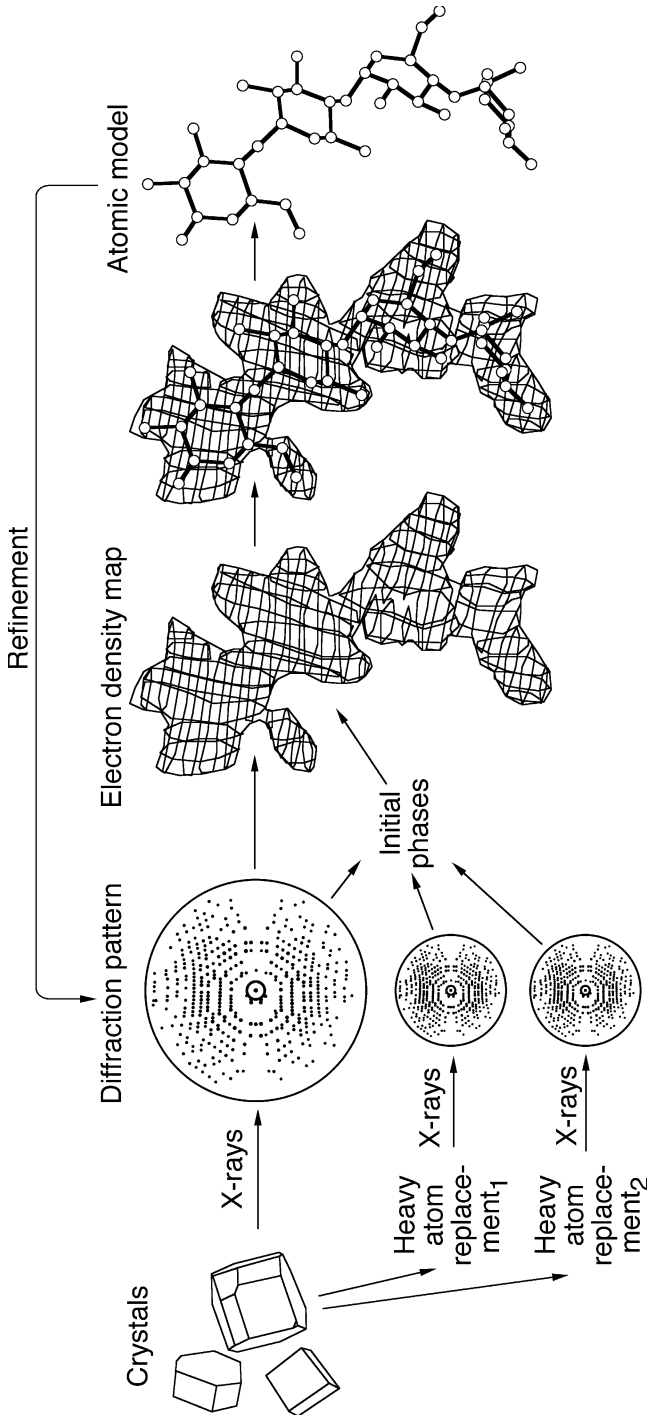 Refinement
Crystals
Diffraction pattern
Electron density map
Atomic model
X-rays
Initial
phases
Heavy
atom
replace-
ment1
X-rays
Heavy
atom
replace-
ment2
X-rays